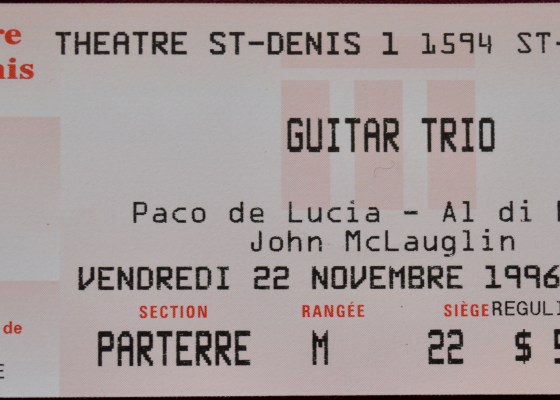 THEATRE ST-DENIS 1 1594 ST-
GUITAR TRIO
Paco de Lucia - Al di
John McLauglin
VENDREDI 22 NOVEMBRE 1996
SECTION RANGÉE SIÈGE REGULI
PARTERRE M 22 $
re
nis
de
E